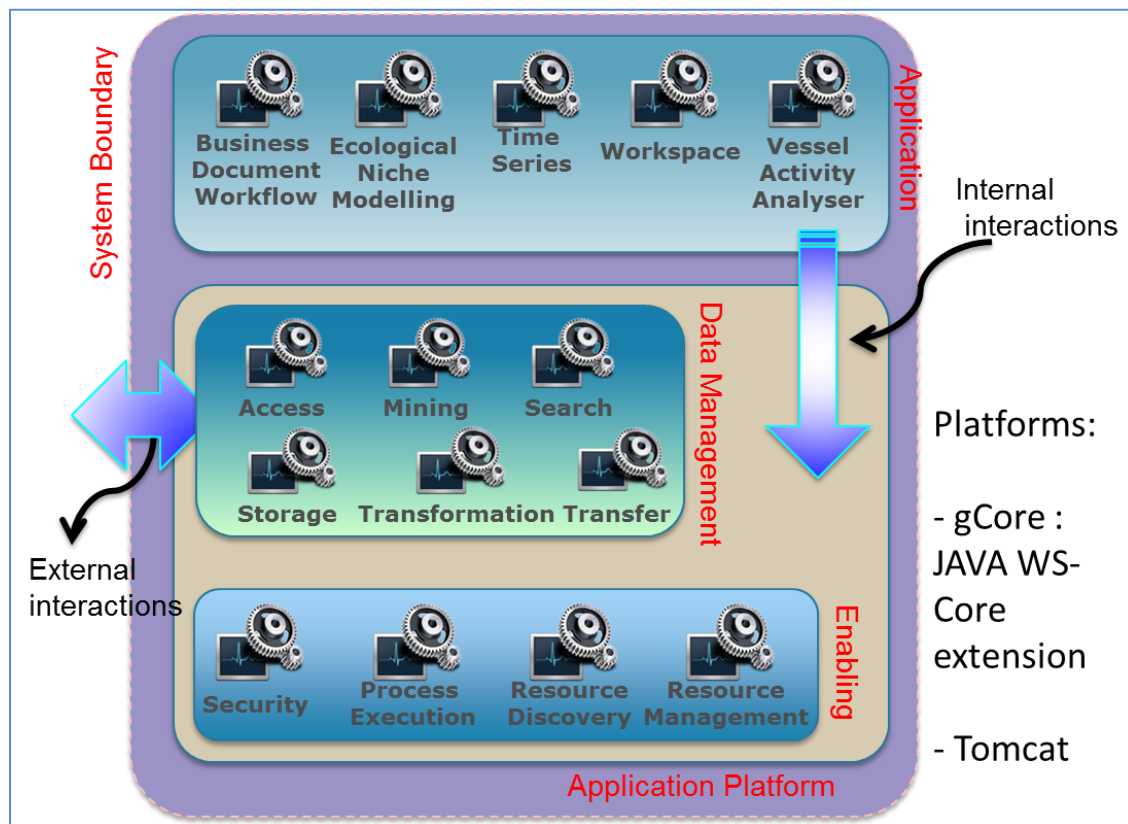 System Boundary
Application
Business
Document
Workflow
Ecological
Niche
Modelling
Time
Series
Workspace
Vessel
Activity
Analyser
Internal
interactions
Data Management
Access
Mining
Search
Storage
Transformation
Transfer
External
interactions
Enabling
Security
Process
Execution
Resource
Discovery
Resource
Management
Application Platform
Platforms:
- gCore :
JAVA WS-
Core
extension
- Tomcat